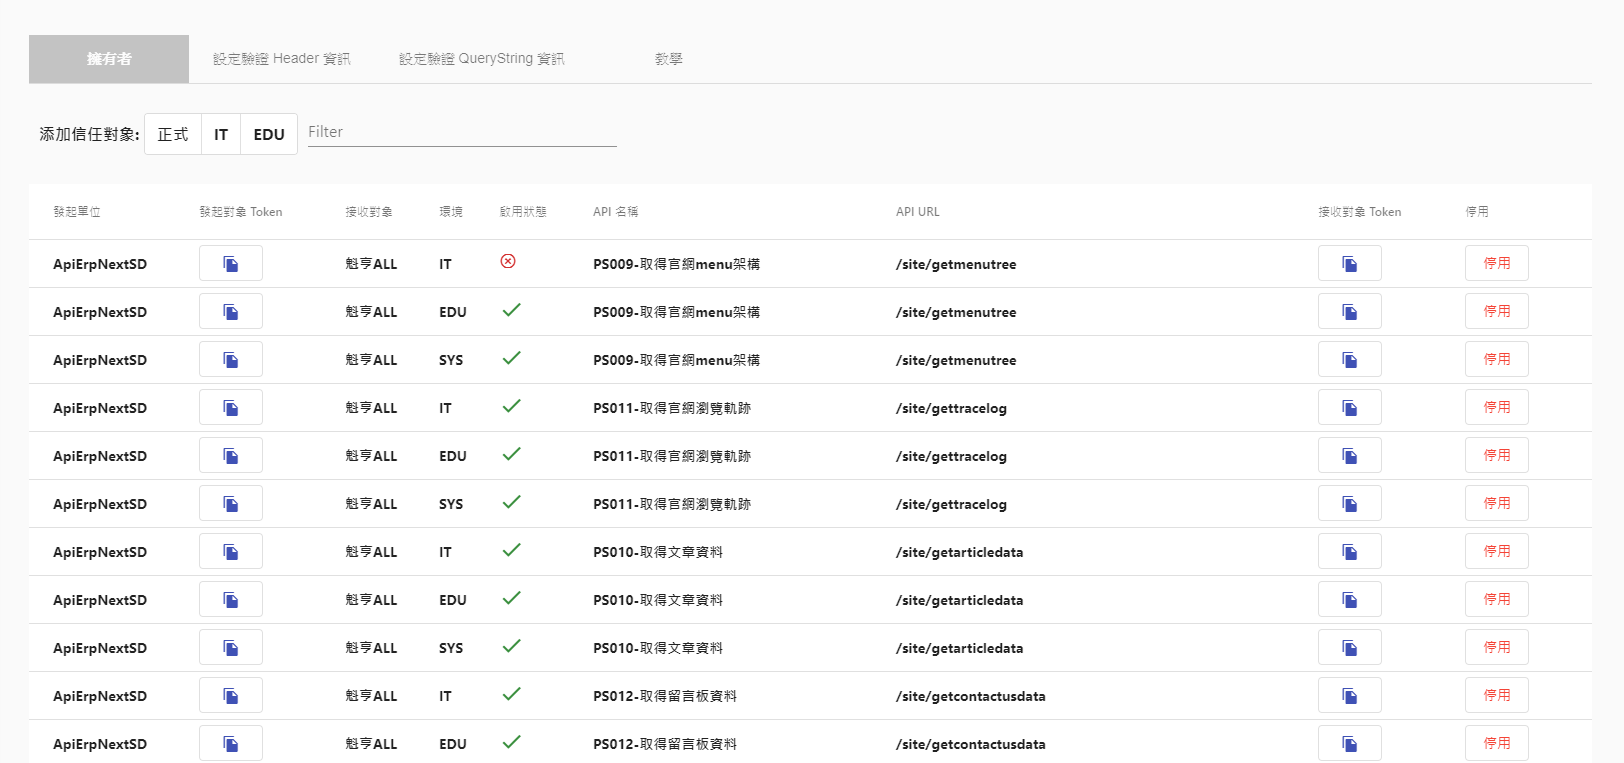 擁有者 設定驗證 Header 資訊 設定驗證 QueryString 資訊 教學
添加信任對象: 正式 IT EDU Filter
發起單位 發起對象 Token 接收對象 環境 啟用狀態 API 名稱 API URL 接收對象 Token 停用
ApiErpNextSD 魁亨ALL IT PS009-取得官網menu架構 /site/getmenutree 停用
ApiErpNextSD 魁亨ALL EDU PS009-取得官網menu架構 /site/getmenutree 停用
ApiErpNextSD 魁亨ALL SYS PS009-取得官網menu架構 /site/getmenutree 停用
ApiErpNextSD 魁亨ALL IT PS011-取得官網瀏覽軌跡 /site/gettracelog 停用
ApiErpNextSD 魁亨ALL EDU PS011-取得官網瀏覽軌跡 /site/gettracelog 停用
ApiErpNextSD 魁亨ALL SYS PS011-取得官網瀏覽軌跡 /site/gettracelog 停用
ApiErpNextSD 魁亨ALL IT PS010-取得文章資料 /site/getarticledata 停用
ApiErpNextSD 魁亨ALL EDU PS010-取得文章資料 /site/getarticledata 停用
ApiErpNextSD 魁亨ALL SYS PS010-取得文章資料 /site/getarticledata 停用
ApiErpNextSD 魁亨ALL IT PS012-取得留言板資料 /site/getcontactusdata 停用
ApiErpNextSD 魁亨ALL EDU PS012-取得留言板資料 /site/getcontactusdata 停用